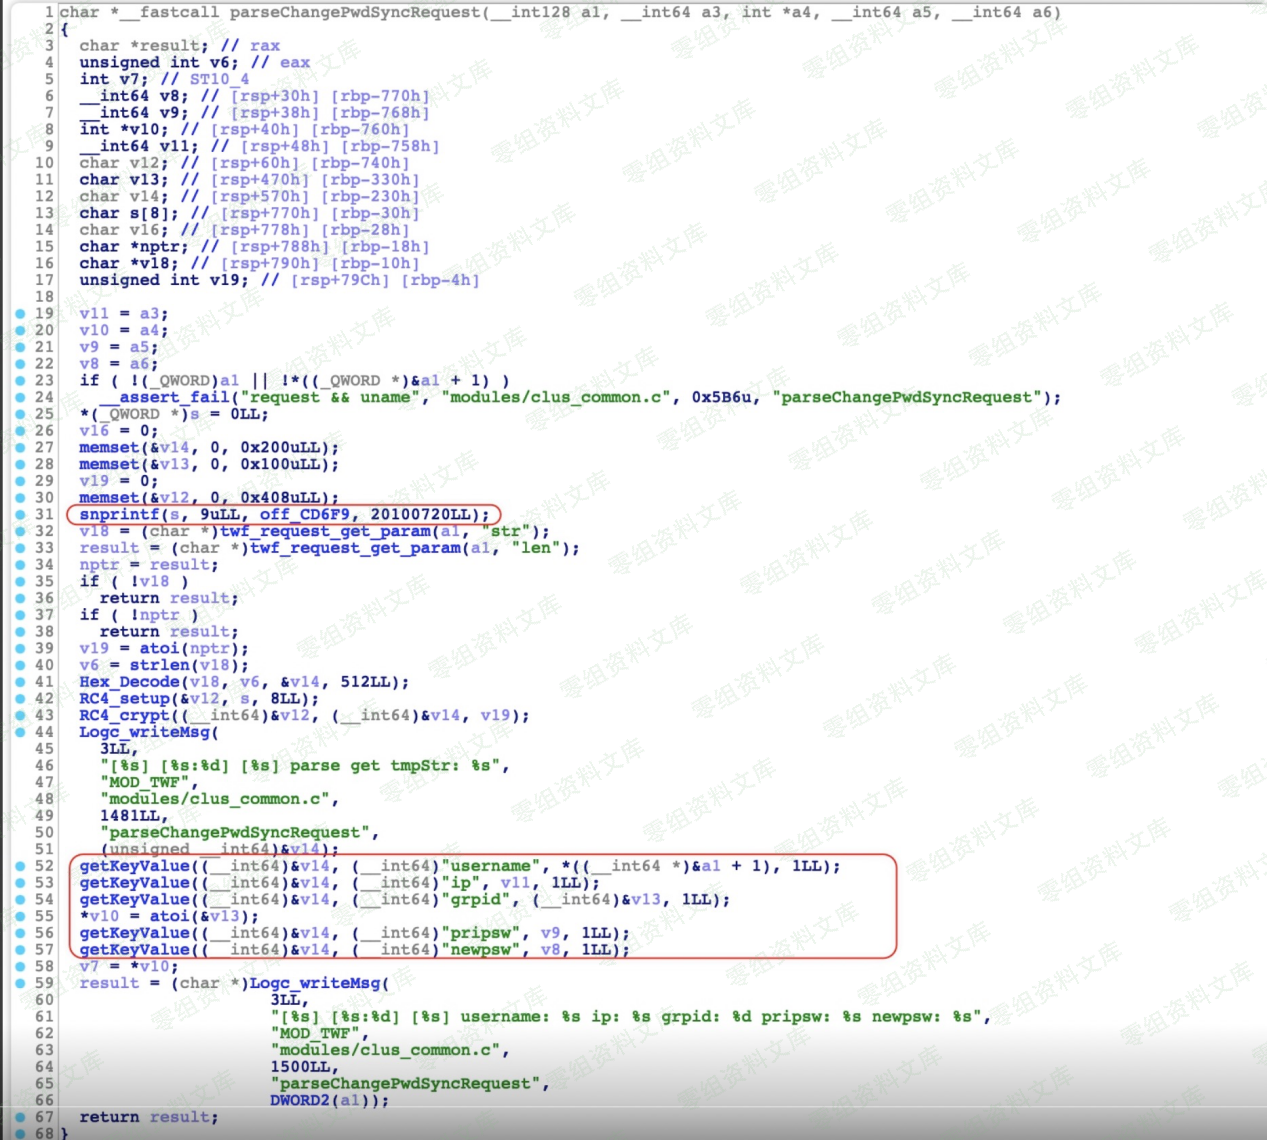 1 char *__fastcall parseChangePwdSyncRequest(__int128 a1, __int64 a3, int *a4, __int64 a5, __int64 a6)
2 {
3 char *result; // rax
4 unsigned int v6; // eax
5 int v7; // ST10_4
6 __int64 v8; // [rsp+30h] [rbp-770h]
7 __int64 v9; // [rsp+38h] [rbp-768h]
8 int *v10; // [rsp+40h] [rbp-760h]
9 __int64 v11; // [rsp+48h] [rbp-758h]
10 char v12; // [rsp+60h] [rbp-740h]
11 char v13; // [rsp+470h] [rbp-330h]
12 char v14; // [rsp+570h] [rbp-230h]
13 char s[8]; // [rsp+770h] [rbp-30h]
14 char v16; // [rsp+778h] [rbp-28h]
15 char *nptr; // [rsp+788h] [rbp-18h]
16 char *v18; // [rsp+790h] [rbp-10h]
17 unsigned int v19; // [rsp+79Ch] [rbp-4h]
18
19 v11 = a3;
20 v10 = a4;
21 v9 = a5;
22 v8 = a6;
23 if ( !(_QWORD)a1 || !*((_QWORD *)&a1 + 1) )
24 __assert_fail("request && uname", "modules/clus_common.c", 0x5B6u, "parseChangePwdSyncRequest");
25 *(_QWORD *)s = 0LL;
26 v16 = 0;
27 memset(&v14, 0, 0x200uLL);
28 memset(&v13, 0, 0x100uLL);
29 v19 = 0;
30 memset(&v12, 0, 0x408uLL);
31 snprintf(s, 9uLL, off_CD6F9, 20100720LL);
32 v18 = (char *)twf_request_get_param(a1, "str");
33 result = (char *)twf_request_get_param(a1, "len");
34 nptr = result;
35 if ( !v18 )
36 return result;
37 if ( !nptr )
38 return result;
39 v19 = atoi(nptr);
40 v6 = strlen(v18);
41 Hex_Decode(v18, v6, &v14, 512LL);
42 RC4_setup(&v12, s, 8LL);
43 RC4_crypt((__int64)&v12, (__int64)&v14, v19);
44 Logc_writeMsg(
45 3LL,
46 "[%s] [%s:%d] [%s] parse get tmpStr: %s",
47 "MOD_TWF",
48 "modules/clus_common.c",
49 1481LL,
50 "parseChangePwdSyncRequest",
51 (unsigned __int64)&v14);
52 getKeyValue((__int64)&v14, (__int64)"username", *((__int64 *)&a1 + 1), 1LL);
53 getKeyValue((__int64)&v14, (__int64)"ip", v11, 1LL);
54 getKeyValue((__int64)&v14, (__int64)"grpid", (__int64)&v13, 1LL);
55 *v10 = atoi(&v13);
56 getKeyValue((__int64)&v14, (__int64)"pripsw", v9, 1LL);
57 getKeyValue((__int64)&v14, (__int64)"newpsw", v8, 1LL);
58 v7 = *v10;
59 result = (char *)Logc_writeMsg(
60 3LL,
61 "[%s] [%s:%d] [%s] username: %s ip: %s grpid: %d pripsw: %s newpsw: %s",
62 "MOD_TWF",
63 "modules/clus_common.c",
64 1500LL,
65 "parseChangePwdSyncRequest",
66 DWORD2(a1));
67 return result;
68 }
零组资料文库